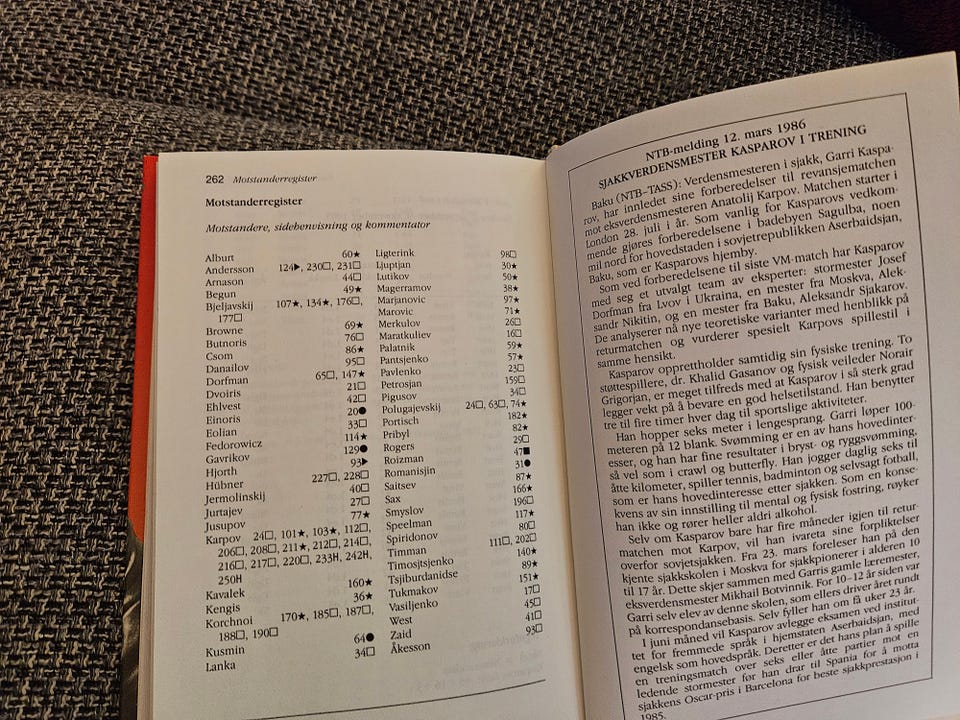 262 Motstanderregister
Motstanderregister
Motstandere, sidehenvisning og kommentator
Alburt 60★
Andersson 124▶, 230□, 231□
Arnason 44□
Begun 49★
Bjeljavskij 107★, 134★, 176□,
177□
Browne 69★
Butnoris 76□
Csom 86★
Danailov 95□
Dorfman 65□, 147★
Dvoiris 21□
Ehlvest 42□
Einoris 20●
Eolian 33□
Fedorowicz 114★
Gavrikov 129●
Hjorth 93▶
Hübner 227□, 228□
Jermolinskij 40□
Jurtajev 27□
Jusupov 77★
Karpov 24□, 101★, 103★, 112□,
206□, 208□, 211★, 212□, 214□,
216□, 217□, 220□, 233H, 242H,
250H
Kavalek 160★
Kengis 36★
Korchnoi 170★, 185□, 187□,
188□, 190□
Kusmin 64●
Lanka 34□
Ligterink 98□
Ljuptjan 30★
Lutikov 50★
Magerramov 38★
Marjanovic 97★
Marovic 71★
Merkulov 26□
Maratkuliev 16□
Palatnik 59★
Pantsjenko 57★
Pavlenko 23□
Petrosjan 159□
Pigusov 34□
Polugajevskij 24□, 63□, 74★
Portisch 182★
Pribyl 82★
Rogers 29□
Roizman 47■
Romanisjin 31●
Saitsev 87★
Sax 166★
Smyslov 196□
Speelman 117★
Spiridonov 80□
Timman 111□, 202□
Timosjtsjenko 140★
Tsjiburdanidse 89★
Tukmakov 151★
Vasiljenko 17□
West 45□
Zaid 41□
Åkesson 93□
NTB-melding 12. mars 1986
SJAKKVERDENSMESTER KASPAROV I TRENING
Baku (NTB–TASS): Verdensmesteren i sjakk, Garri Kaspa-
rov, har innledet sine forberedelser til revansjematchen
mot eksverdensmesteren Anatolij Karpov. Matchen starter i
London 28. juli i år. Som vanlig for Kasparovs vedkom-
mende gjøres forberedelsene i badebyen Sagulba, noen
mil nord for hovedstaden i sovjetrepublikken Aserbaidsjan,
Baku, som er Kasparovs hjemby.
Som ved forberedelsene til siste VM-match har Kasparov
med seg et utvalgt team av eksperter: stormester Josef
Dorfman fra Lvov i Ukraina, en mester fra Moskva, Alek-
sandr Nikitin, og en mester fra Baku, Aleksandr Sjakarov.
De analyserer nå nye teoretiske varianter med henblikk på
returmatchen og vurderer spesielt Karpovs spillestil i
samme hensikt.
Kasparov opprettholder samtidig sin fysiske trening. To
støttespillere, dr. Khalid Gasanov og fysisk veileder Norair
Grigorjan, er meget tilfreds med at Kasparov i så sterk grad
legger vekt på å bevare en god helsetilstand. Han benytter
tre til fire timer hver dag til sportslige aktiviteter.
Han hopper seks meter i lengesprang. Garri løper 100-
meteren på 12 blank. Svømming er en av hans hovedinter-
esser, og han har fine resultater i bryst- og ryggsvømming,
så vel som i crawl og butterfly. Han jogger daglig seks til
åtte kilometer, spiller tennis, badminton og selvsagt fotball,
som er hans hovedinteresse etter sjakken. Som en konse-
kvens av sin innstilling til mental og fysisk fostring, røyker
han ikke og rører heller aldri alkohol.
Selv om Kasparov bare har fire måneder igjen til retur-
matchen mot Karpov, vil han ivareta sine forpliktelser
overfor sovjetsjakken. Fra 23. mars foreleser han på den
kjente sjakkskolen i Moskva for sjakkpionerer i alderen 10
til 17 år. Dette skjer sammen med Garris gamle læremester,
eksverdensmester Mikhail Botvinnik. For 10–12 år siden var
Garri selv elev av denne skolen, som ellers driver året rundt
på korrespondansebasis. Selv fyller han om få uker 23 år.
I juni måned vil Kasparov avlegge eksamen ved institut-
tet for fremmede språk i hjemstaten Aserbaidsjan, med
engelsk som hovedspråk. Deretter er det hans plan å spille
en treningsmatch over seks eller åtte partier mot en
ledende stormester før han drar til Spania for å motta
sjakkens Oscar-pris i Barcelona for beste sjakkprestasjon i
1985.